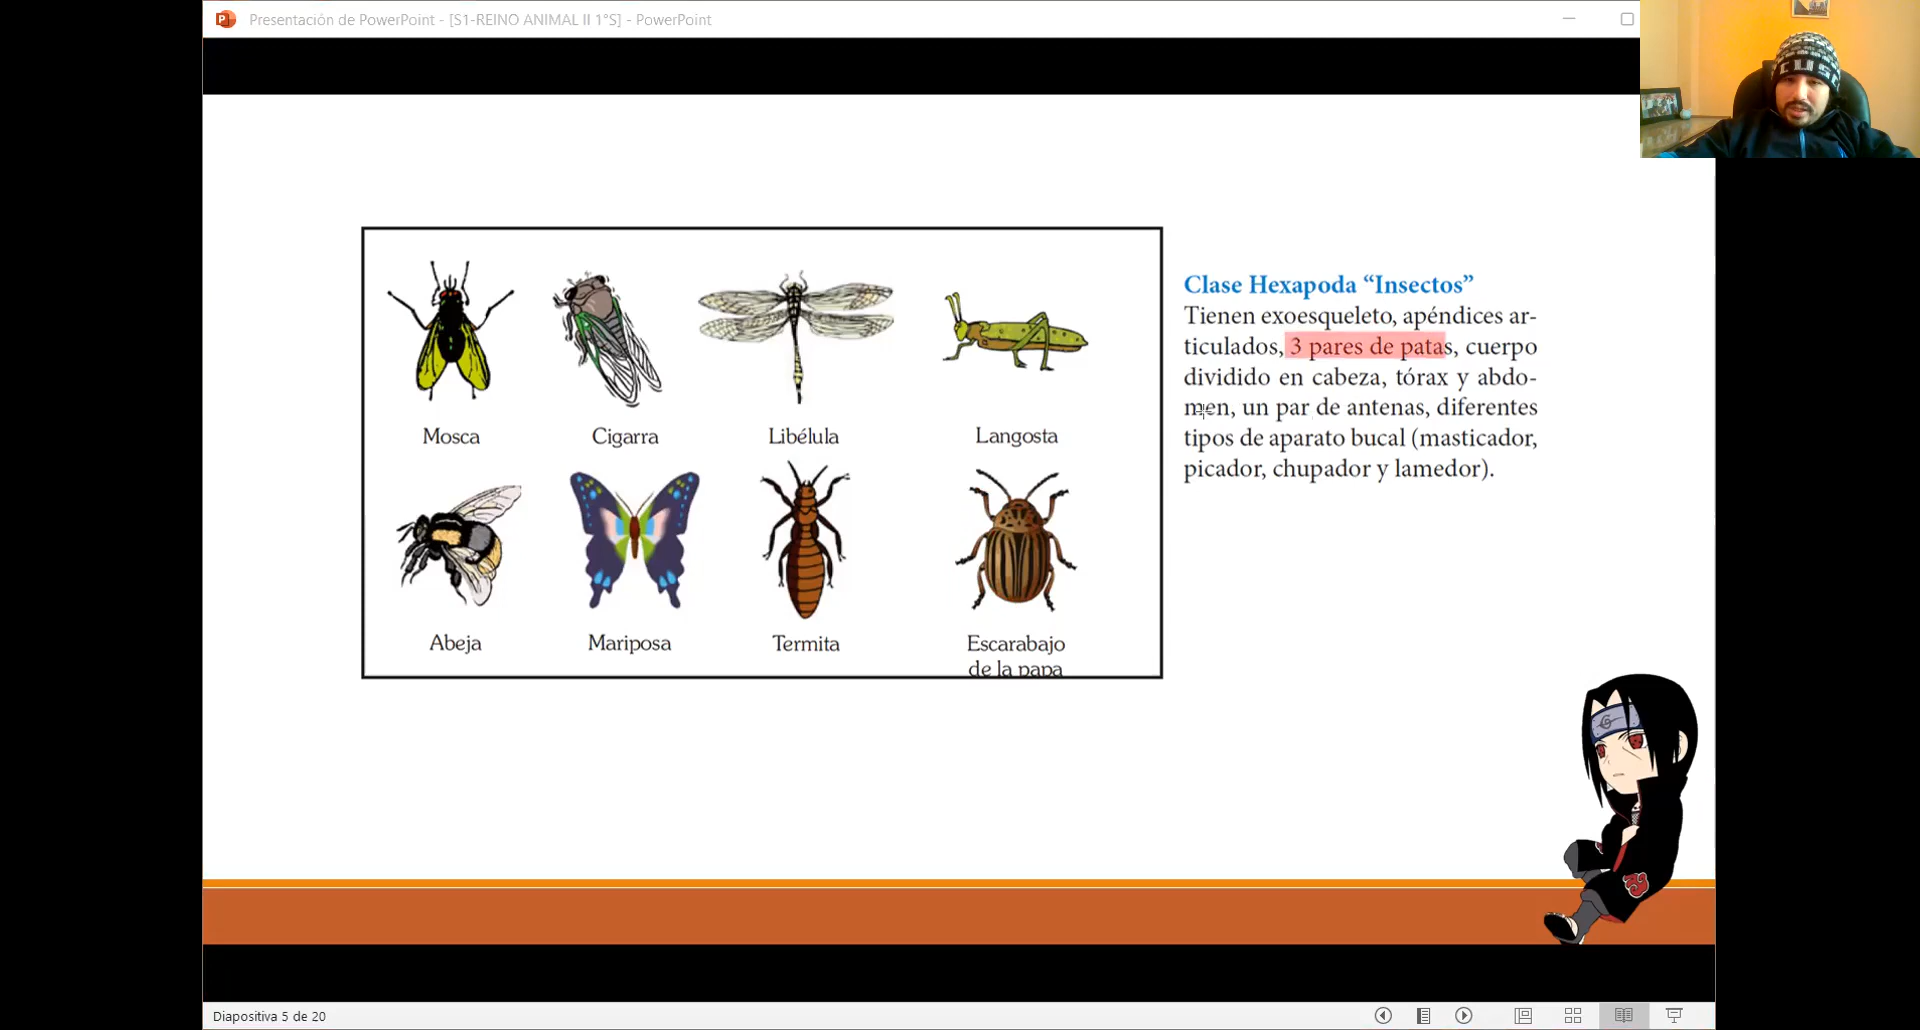 Presentación de PowerPoint - [S1-REINO ANIMAL II 1°S] - PowerPoint
Clase Hexapoda “Insectos”
Tienen exoesqueleto, apéndices ar-
ticulados, 3 pares de patas, cuerpo
dividido en cabeza, tórax y abdo-
men, un par de antenas, diferentes
tipos de aparato bucal (masticador,
picador, chupador y lamedor).
Mosca Cigarra Libélula Langosta
Abeja Mariposa Termita Escarabajo
de la papa
Diapositiva 5 de 20